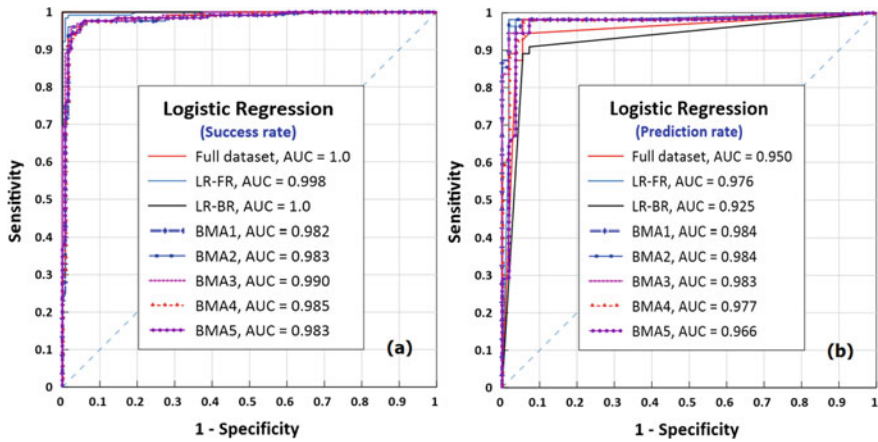 1
0.9
0.8
0.7
0.6
0.5
0.4
0.3
0.2
0.1
0
Sensitivity
Logistic Regression
(Success rate)
Full dataset, AUC = 1.0
LR-FR, AUC = 0.998
LR-BR, AUC = 1.0
BMA1, AUC = 0.982
BMA2, AUC = 0.983
BMA3, AUC = 0.990
BMA4, AUC = 0.985
BMA5, AUC = 0.983
(a)
0 0.1 0.2 0.3 0.4 0.5 0.6 0.7 0.8 0.9 1
1 - Specificity
1
0.9
0.8
0.7
0.6
0.5
0.4
0.3
0.2
0.1
0
Sensitivity
Logistic Regression
(Prediction rate)
Full dataset, AUC = 0.950
LR-FR, AUC = 0.976
LR-BR, AUC = 0.925
BMA1, AUC = 0.984
BMA2, AUC = 0.984
BMA3, AUC = 0.983
BMA4, AUC = 0.977
BMA5, AUC = 0.966
(b)
0 0.1 0.2 0.3 0.4 0.5 0.6 0.7 0.8 0.9 1
1 - Specificity